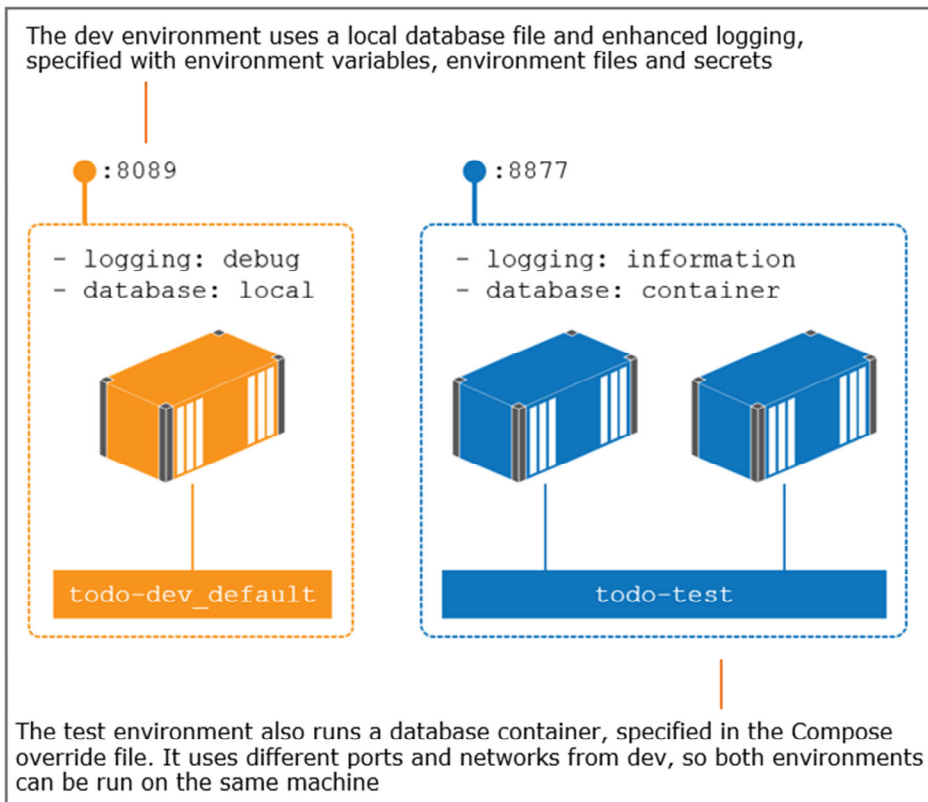 The dev environment uses a local database file and enhanced logging,
specified with environment variables, environment files and secrets
:8089
:8877
- logging: debug
- database: local
- logging: information
- database: container
todo-dev_default
todo-test
The test environment also runs a database container, specified in the Compose
override file. It uses different ports and networks from dev, so both environments
can be run on the same machine